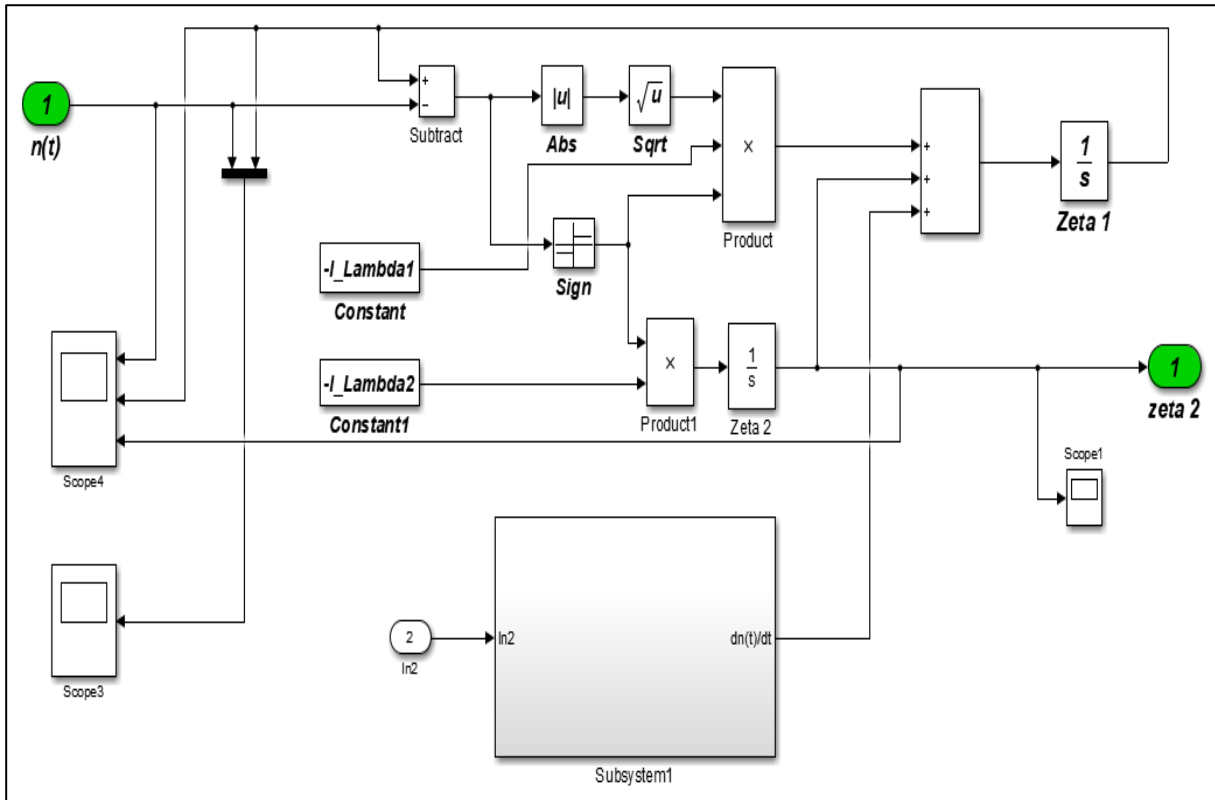 1
n(t)
+
−
Subtract
|u|
Abs
√u
Sqrt
×
Product
+
+
+
1
s
Zeta 1
-l_Lambda1
Constant
Sign
-l_Lambda2
Constant1
×
Product1
1
s
Zeta 2
1
zeta 2
Scope4
Scope1
Scope3
2
In2
In2
dn(t)/dt
Subsystem1